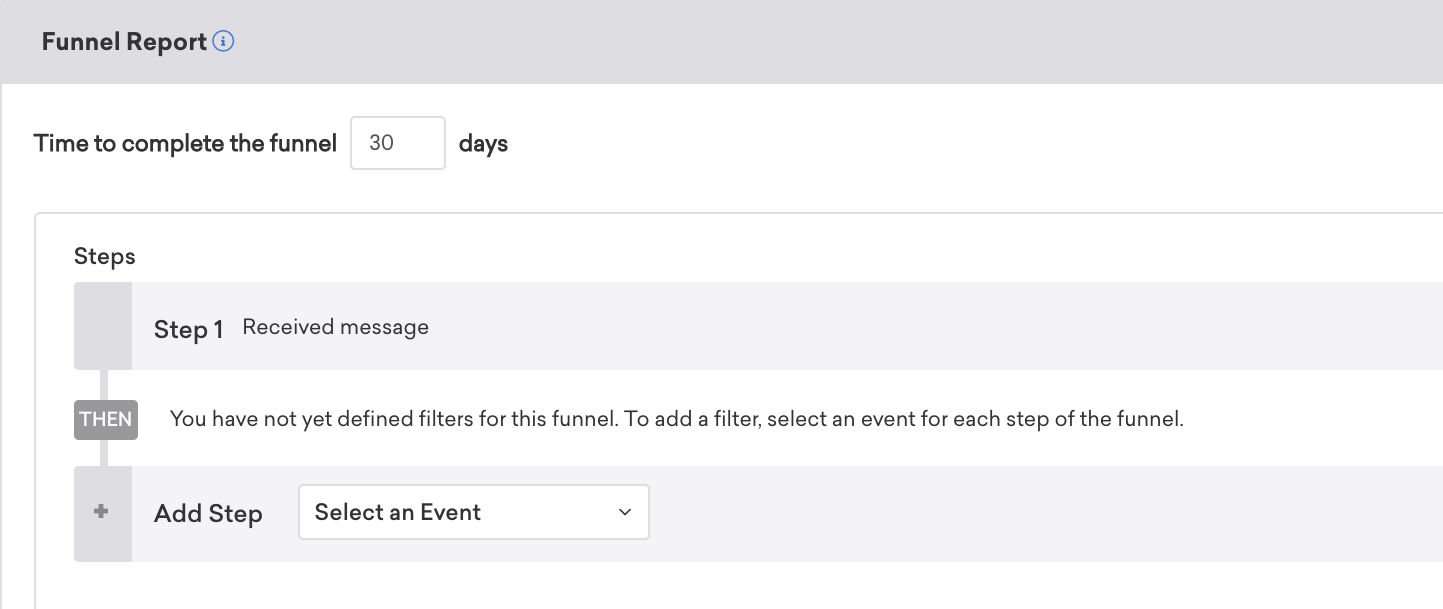 Funnel Report
Time to complete the funnel 30 days
Steps
Step 1 Received message
THEN You have not yet defined filters for this funnel. To add a filter, select an event for each step of the funnel.
+ Add Step Select an Event